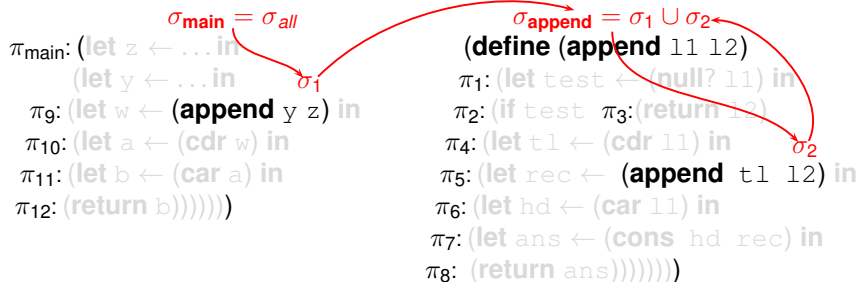 σmain = σall
πmain: (let z ← ... in
(let y ← ... in
σ1
π9: (let w ← (append y z) in
π10: (let a ← (cdr w) in
π11: (let b ← (car a) in
π12: (return b))))))
σappend = σ1 ∪ σ2
(define (append l1 l2)
π1: (let test ← (null? l1) in
π2: (if test π3:(return l2)
π4: (let tl ← (cdr l1) in
σ2
π5: (let rec ← (append tl l2) in
π6: (let hd ← (car l1) in
π7: (let ans ← (cons hd rec) in
π8: (return ans))))))))